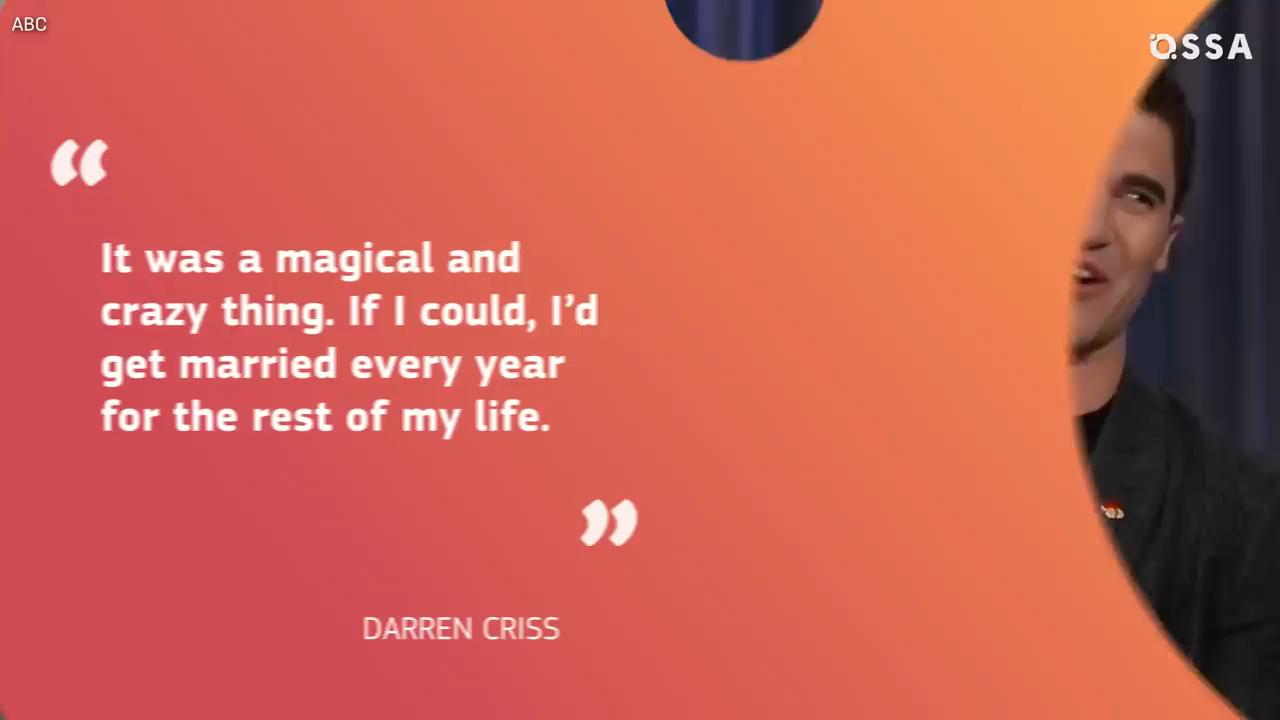 ABC
OSSA
“
It was a magical and
crazy thing. If I could, I’d
get married every year
for the rest of my life.
”
DARREN CRISS